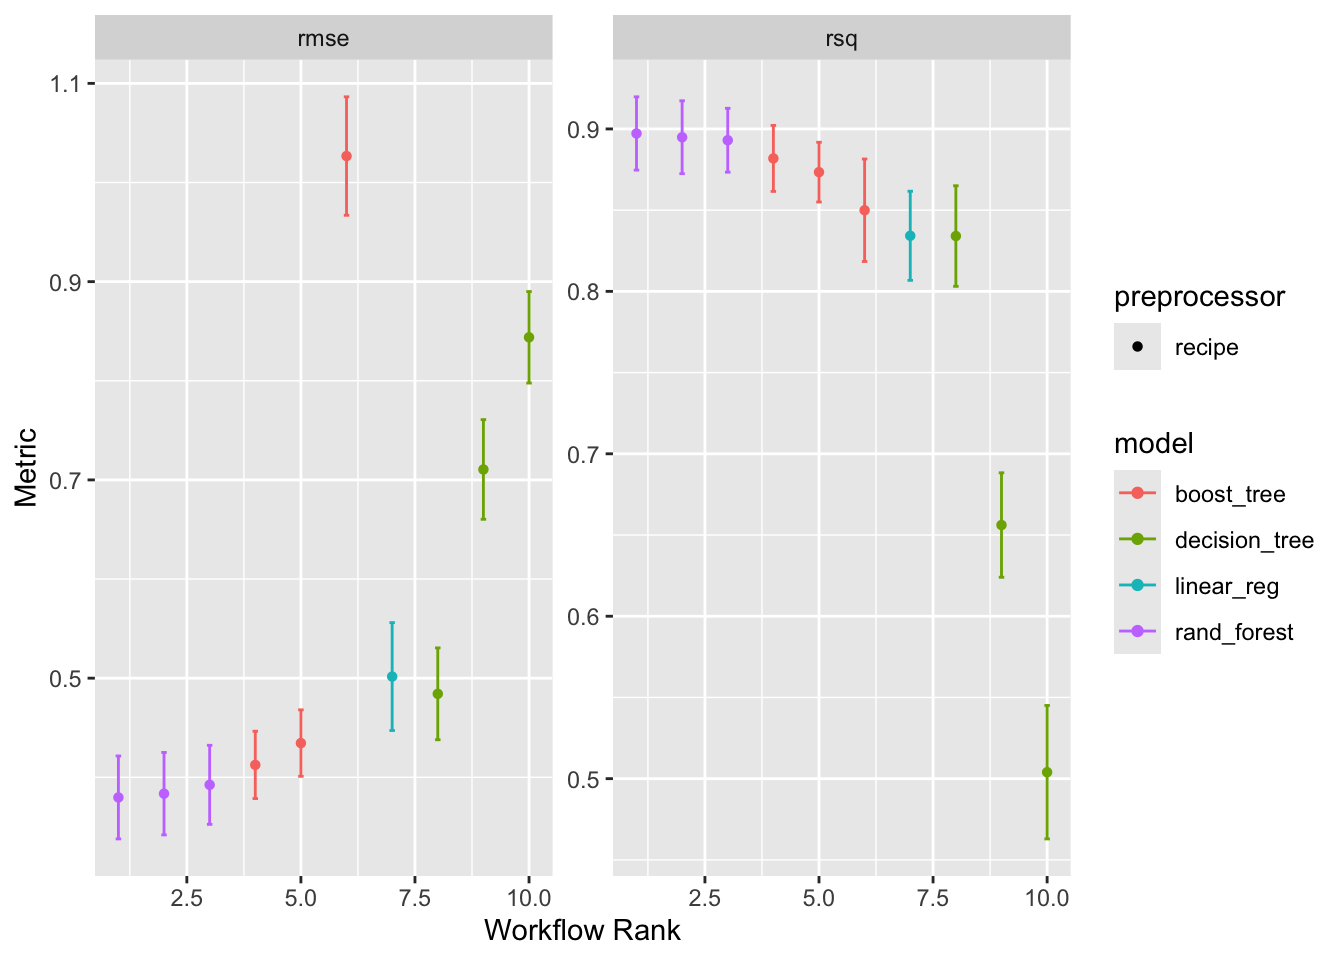 rmse
rsq
1.1
0.9
0.7
0.5
0.9
0.8
0.7
0.6
0.5
2.5
5.0
7.5
10.0
2.5
5.0
7.5
10.0
Workflow Rank
Metric
preprocessor
recipe
model
boost_tree
decision_tree
linear_reg
rand_forest